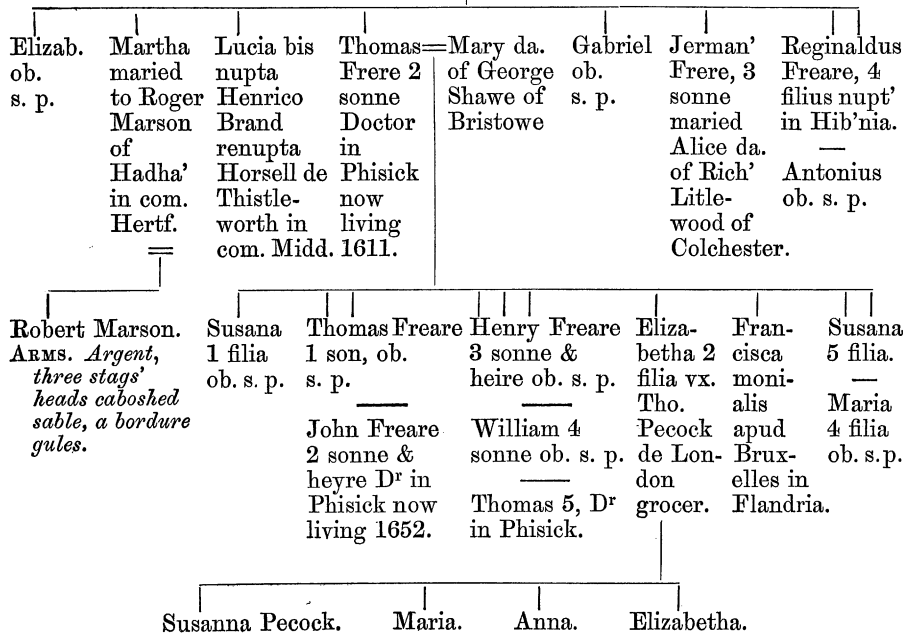 Elizab.
ob.
s. p.
Martha
maried
to Roger
Marson
of
Hadha’
in com.
Hertf.
Lucia bis
nupta
Henrico
Brand
renupta
Horsell de
Thistle-
worth in
com. Midd.
Thomas
Frere 2
sonne
Doctor
in
Phisick
now
living
1611.
Mary da.
of George
Shawe of
Bristowe
Gabriel
ob.
s. p.
Jerman’
Frere, 3
sonne
maried
Alice da.
of Rich’
Litle-
wood of
Colchester.
Reginaldus
Freare, 4
filius nupt’
in Hib’nia.
Antonius
ob. s. p.
Robert Marson.
ARMS. Argent,
three stags’
heads caboshed
sable, a bordure
gules.
Susana
1 filia
ob. s. p.
Thomas Freare
1 son, ob.
s. p.
John Freare
2 sonne &
heyre Dr in
Phisick now
living 1652.
Henry Freare
3 sonne &
heire ob. s. p.
William 4
sonne ob. s. p.
Thomas 5, Dr
in Phisick.
Eliza-
betha 2
filia vx.
Tho.
Pecock
de Lon-
don
grocer.
Fran-
cisca
moni-
alis
apud
Brux-
elles in
Flandria.
Susana
5 filia.
Maria
4 filia
ob. s.p.
Susanna Pecock.
Maria.
Anna.
Elizabetha.